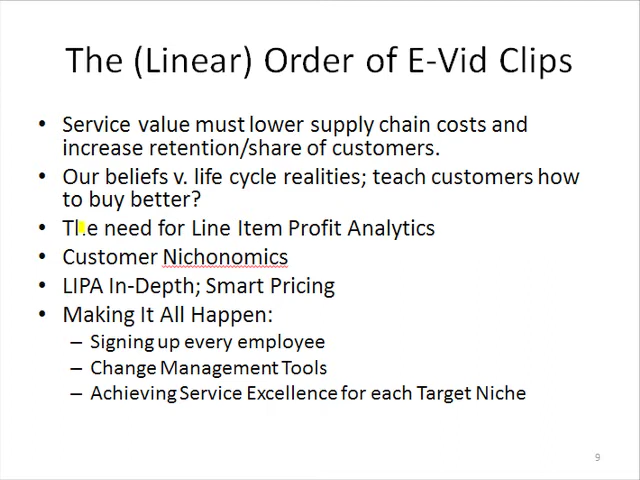 The (Linear) Order of E-Vid Clips
• Service value must lower supply chain costs and
increase retention/share of customers.
• Our beliefs v. life cycle realities; teach customers how
to buy better?
• The need for Line Item Profit Analytics
• Customer Nichonomics
• LIPA In-Depth; Smart Pricing
• Making It All Happen:
– Signing up every employee
– Change Management Tools
– Achieving Service Excellence for each Target Niche
9